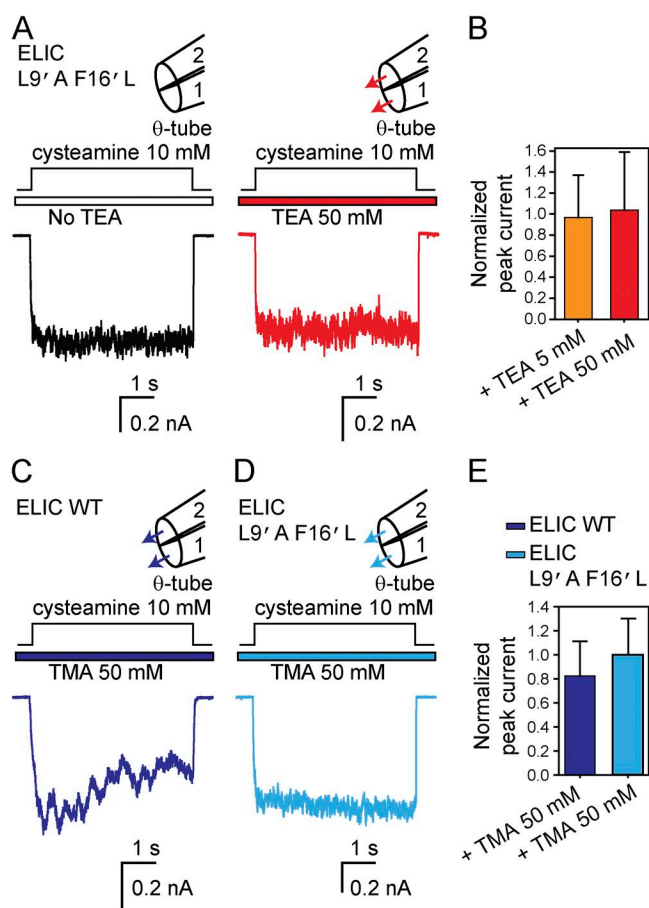 A
ELIC
L9′ A F16′ L
2
1
θ-tube
cysteamine 10 mM
No TEA
1 s
0.2 nA
2
1
θ-tube
cysteamine 10 mM
TEA 50 mM
1 s
0.2 nA
B
Normalized
peak current
1.6
1.4
1.2
1.0
0.8
0.6
0.4
0.2
0.0
+ TEA 5 mM
+ TEA 50 mM
C
ELIC WT
2
1
θ-tube
cysteamine 10 mM
TMA 50 mM
1 s
0.2 nA
D
ELIC
L9′ A F16′ L
2
1
θ-tube
cysteamine 10 mM
TMA 50 mM
1 s
0.2 nA
E
ELIC WT
ELIC
L9′ A F16′ L
Normalized
peak current
1.4
1.2
1.0
0.8
0.6
0.4
0.2
0.0
+ TMA 50 mM
+ TMA 50 mM